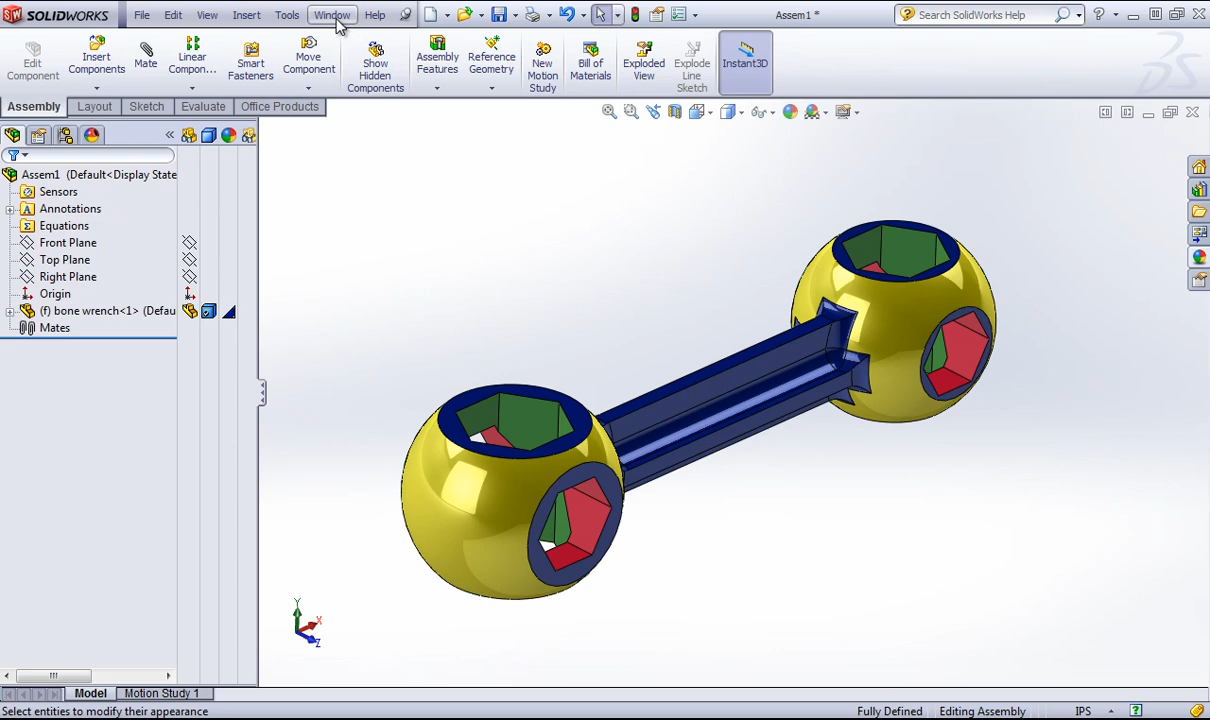 SOLIDWORKS File Edit View Insert Tools Window Help Assem1 * Search SolidWorks Help
Edit Component
Insert Components
Mate
Linear Compon...
Smart Fasteners
Move Component
Show Hidden Components
Assembly Features
Reference Geometry
New Motion Study
Bill of Materials
Exploded View
Explode Line Sketch
Instant3D
Assembly Layout Sketch Evaluate Office Products
Assem1 (Default<Display State
Sensors
Annotations
Equations
Front Plane
Top Plane
Right Plane
Origin
(f) bone wrench<1> (Defau
Mates
Y
X
Z
Model Motion Study 1
Select entities to modify their appearance Fully Defined Editing Assembly IPS